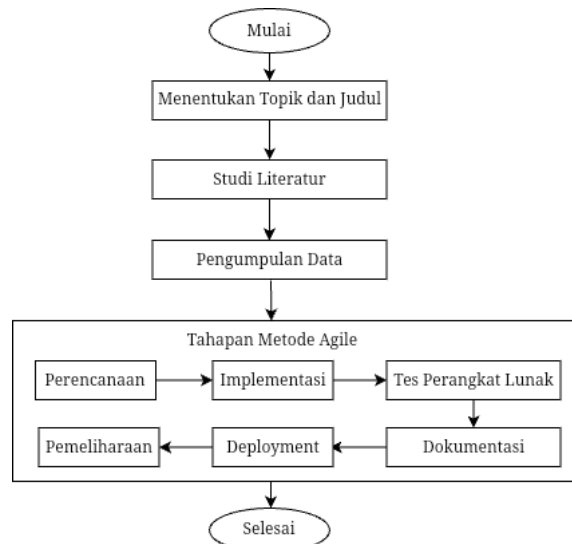 Mulai
Menentukan Topik dan Judul
Studi Literatur
Pengumpulan Data
Tahapan Metode Agile
Perencanaan
Implementasi
Tes Perangkat Lunak
Dokumentasi
Deployment
Pemeliharaan
Selesai